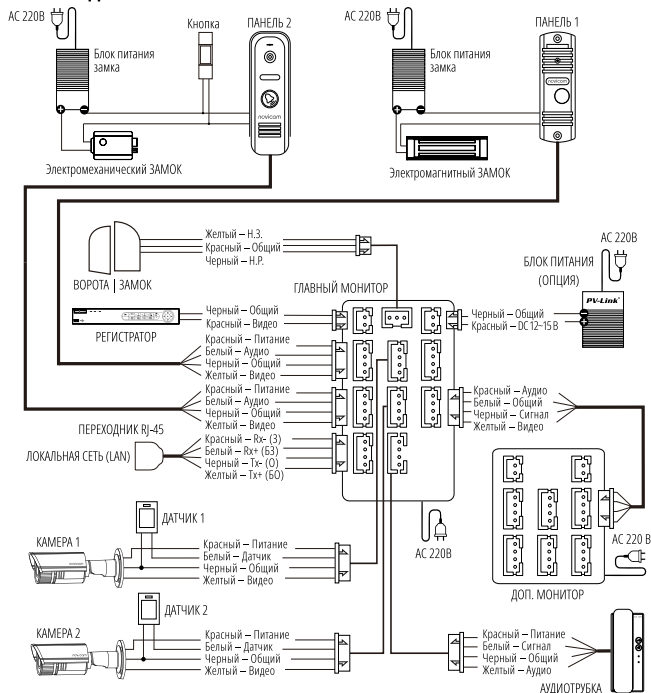 AC 220В
Блок питания
замка
Кнопка
ПАНЕЛЬ 2
novicam
Электромеханический ЗАМОК
AC 220В
Блок питания
замка
ПАНЕЛЬ 1
novicam
Электромагнитный ЗАМОК
Желтый – Н.З.
Красный – Общий
Черный – Н.Р.
ВОРОТА | ЗАМОК
ГЛАВНЫЙ МОНИТОР
AC 220В
БЛОК ПИТАНИЯ
(ОПЦИЯ)
PV-Link
Черный – Общий
Красный – Видео
РЕГИСТРАТОР
Черный – Общий
Красный – DC 12~15В
Красный – Питание
Белый – Аудио
Черный – Общий
Желтый – Видео
Красный – Питание
Белый – Аудио
Черный – Общий
Желтый – Видео
Красный – Аудио
Белый – Общий
Черный – Сигнал
Желтый – Видео
ПЕРЕХОДНИК RJ-45
ЛОКАЛЬНАЯ СЕТЬ (LAN)
Красный – Rx- (З)
Белый – Rx+ (БЗ)
Черный – Tx- (О)
Желтый – Tx+ (БО)
AC 220В
AC 220 В
ДОП. МОНИТОР
ДАТЧИК 1
КАМЕРА 1
Красный – Питание
Белый – Датчик
Черный – Общий
Желтый – Видео
ДАТЧИК 2
КАМЕРА 2
novicam
Красный – Питание
Белый – Датчик
Черный – Общий
Желтый – Видео
Красный – Питание
Белый – Сигнал
Черный – Общий
Желтый – Аудио
АУДИОТРУБКА